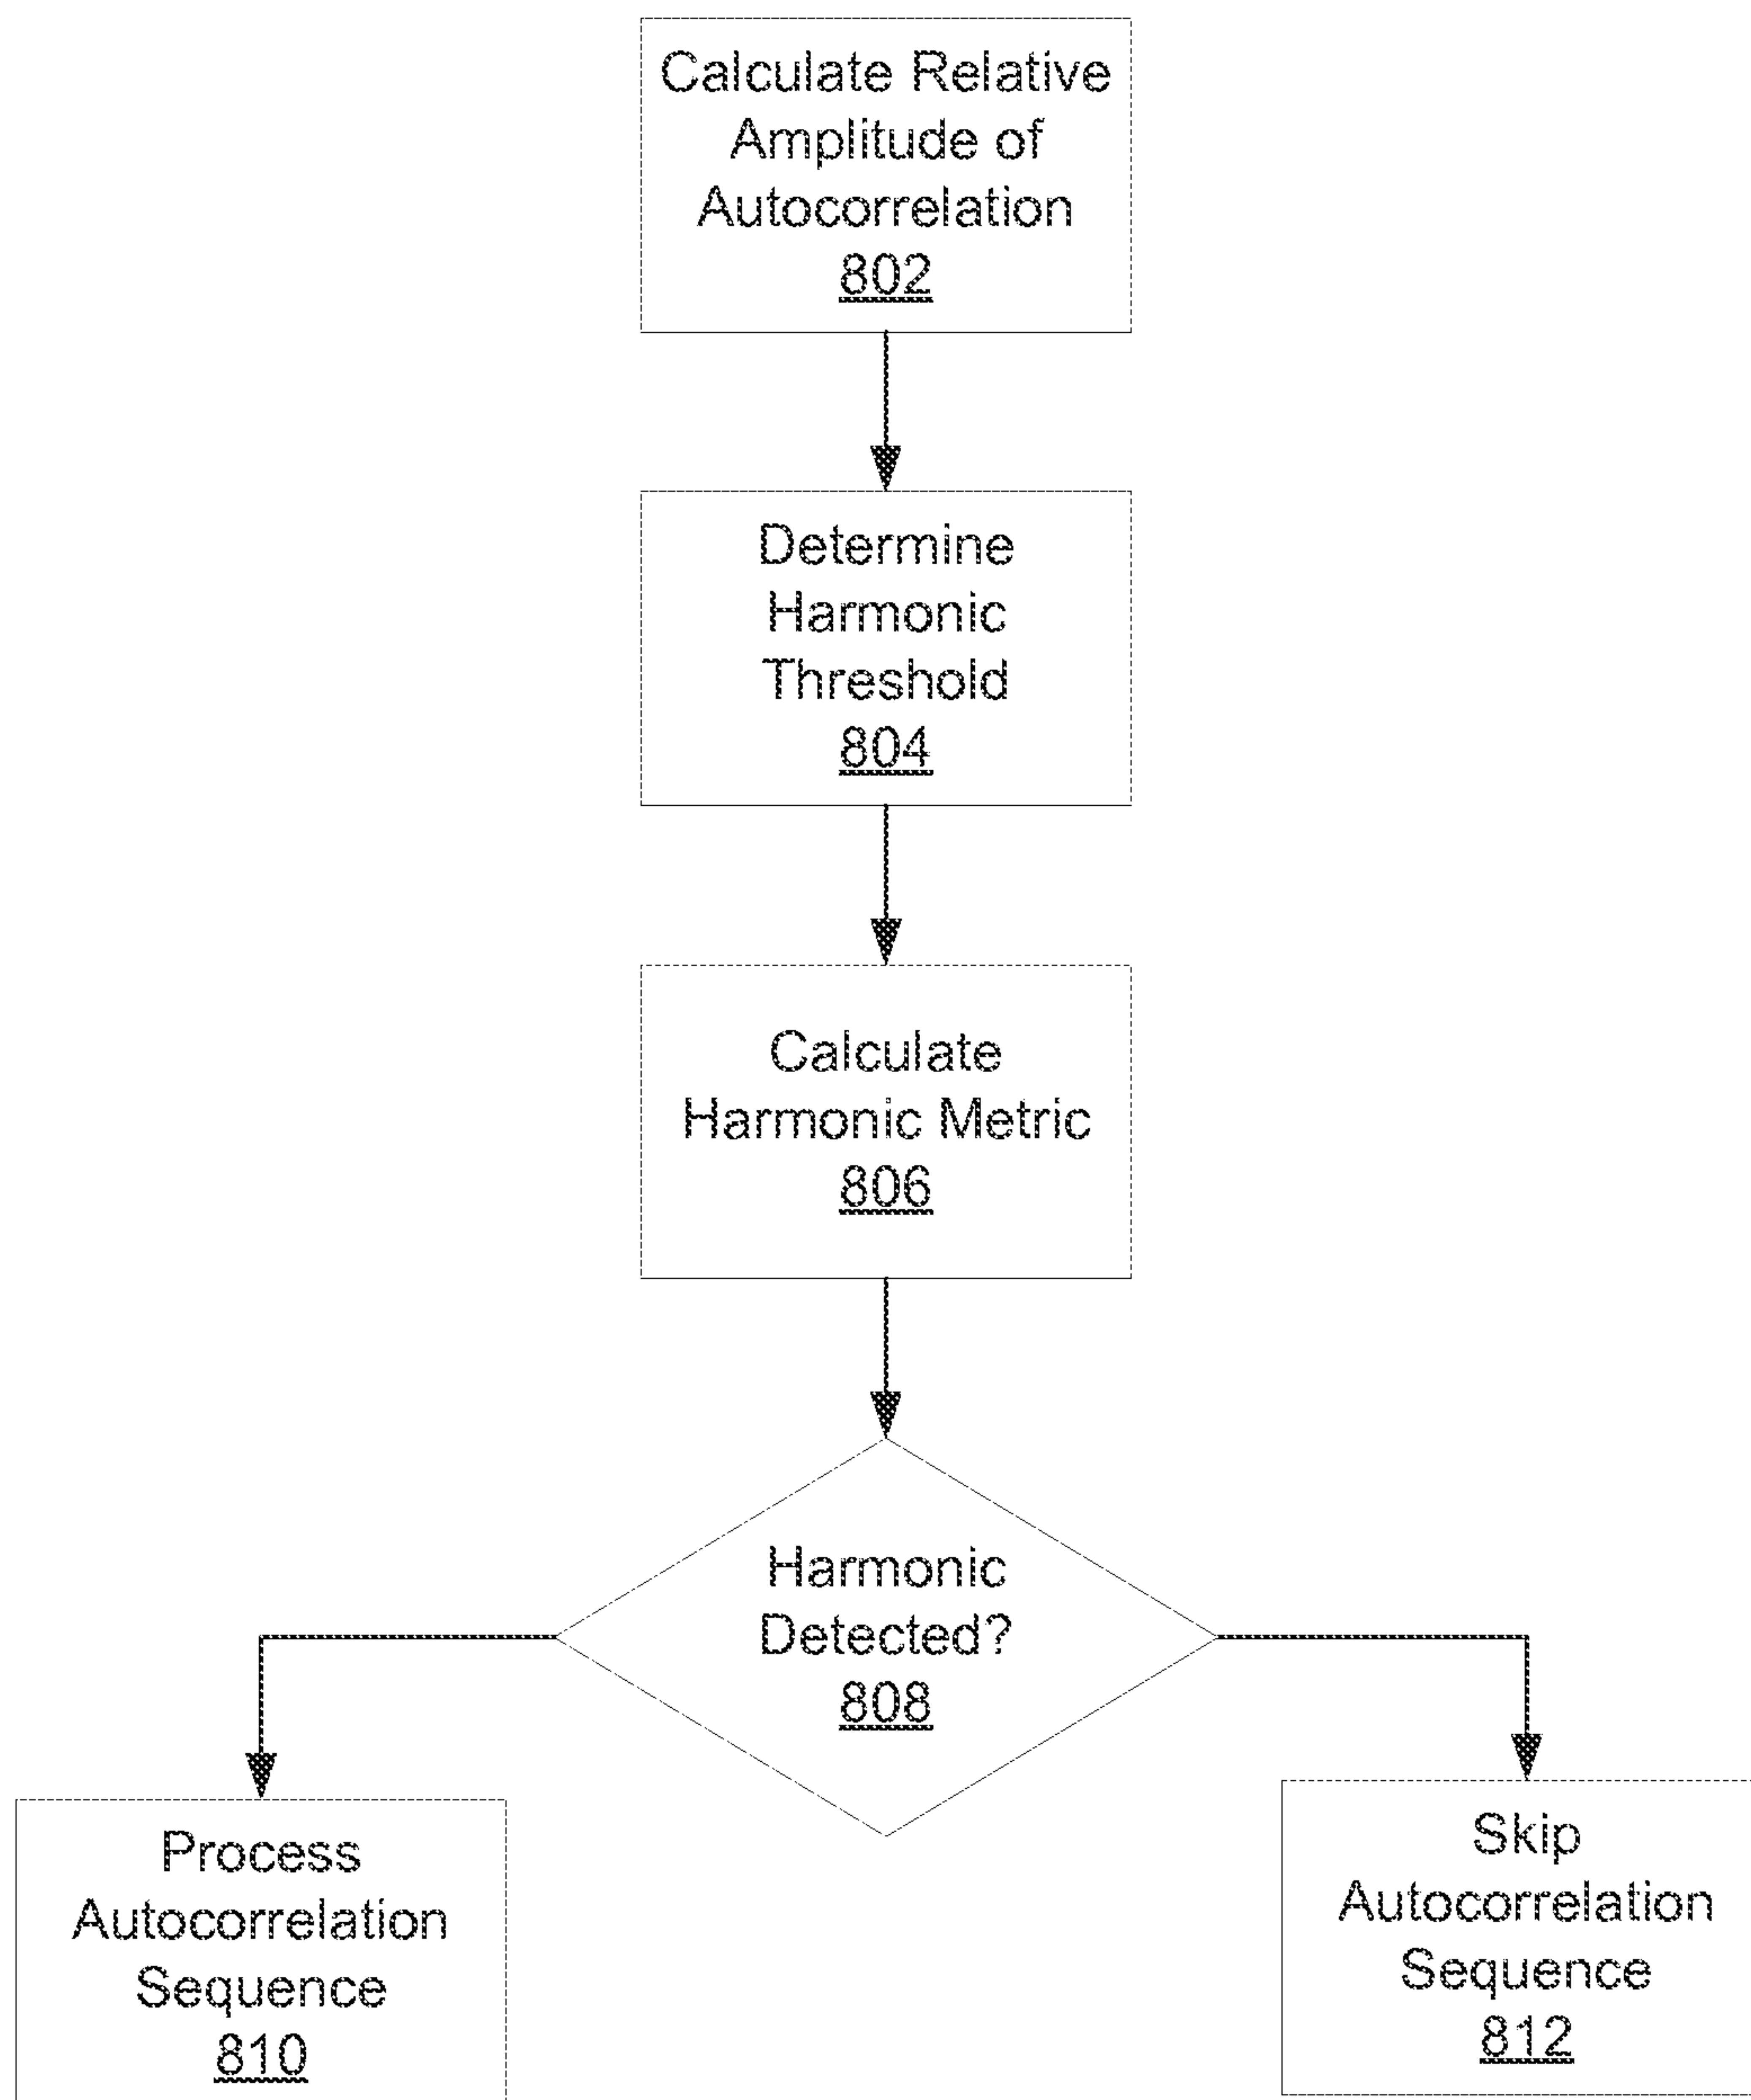 Calculate Relative
Amplitude of
Autocorrelation
802
Determine
Harmonic
Threshold
804
Calculate
Harmonic Metric
806
Harmonic
Detected?
808
Process
Autocorrelation
Sequence
810
Skip
Autocorrelation
Sequence
812